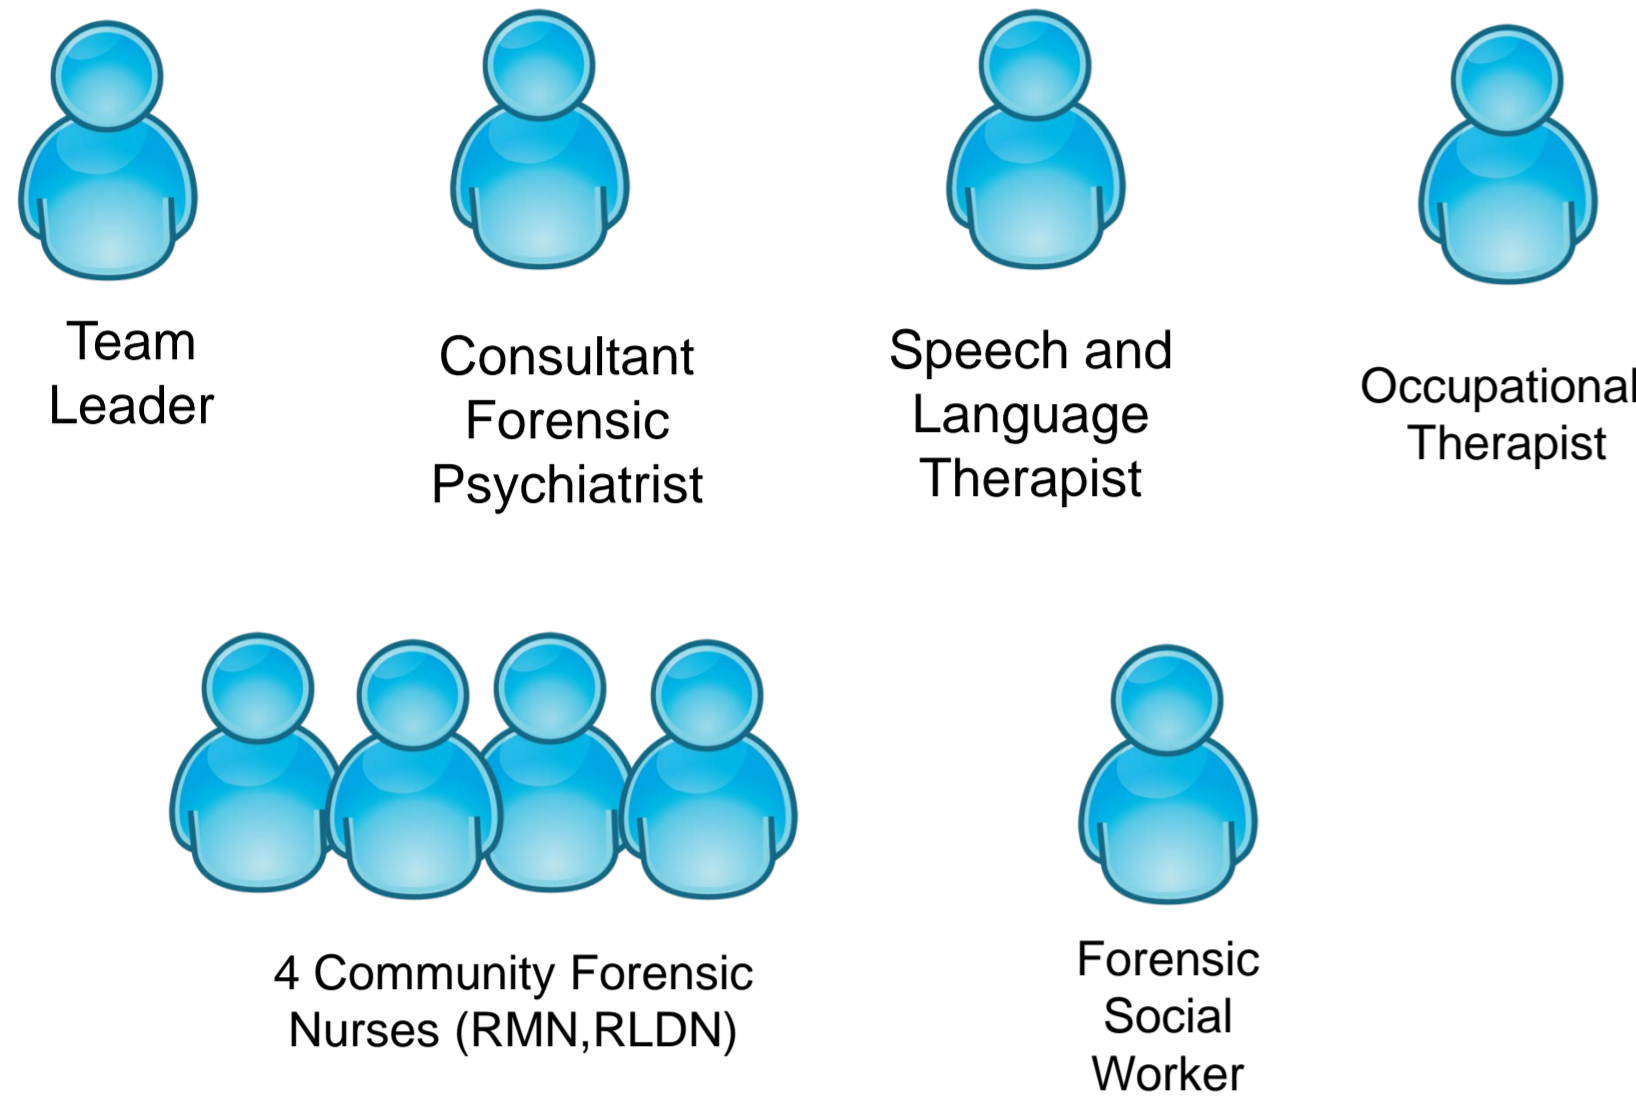 Team
Leader
Consultant
Forensic
Psychiatrist
Speech and
Language
Therapist
Occupational
Therapist
4 Community Forensic
Nurses (RMN,RLDN)
Forensic
Social
Worker